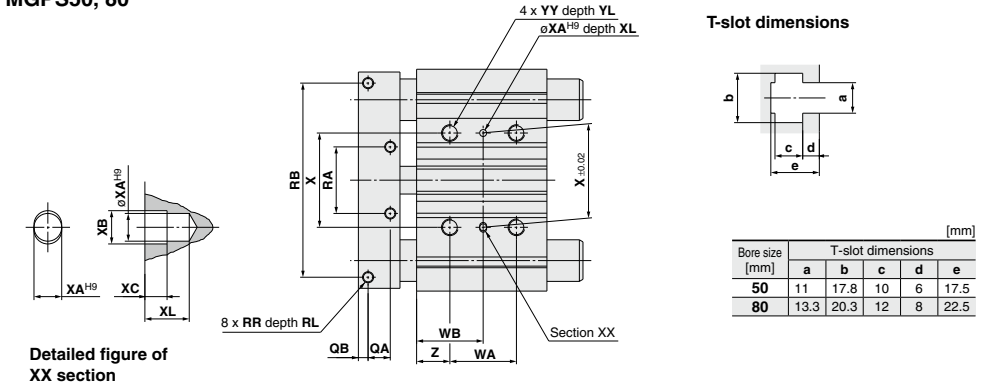 MGPS50, 80
4 x YY depth YL
øXAH9 depth XL
T-slot dimensions
b
a
c
d
e
RB
X
RA
X ±0.02
øXAH9
XB
XAH9
XC
XL
8 x RR depth RL
QB
QA
WB
Z
WA
Section XX
Detailed figure of
XX section
[mm]
Bore size [mm] T-slot dimensions
a b c d e
50 11 17.8 10 6 17.5
80 13.3 20.3 12 8 22.5